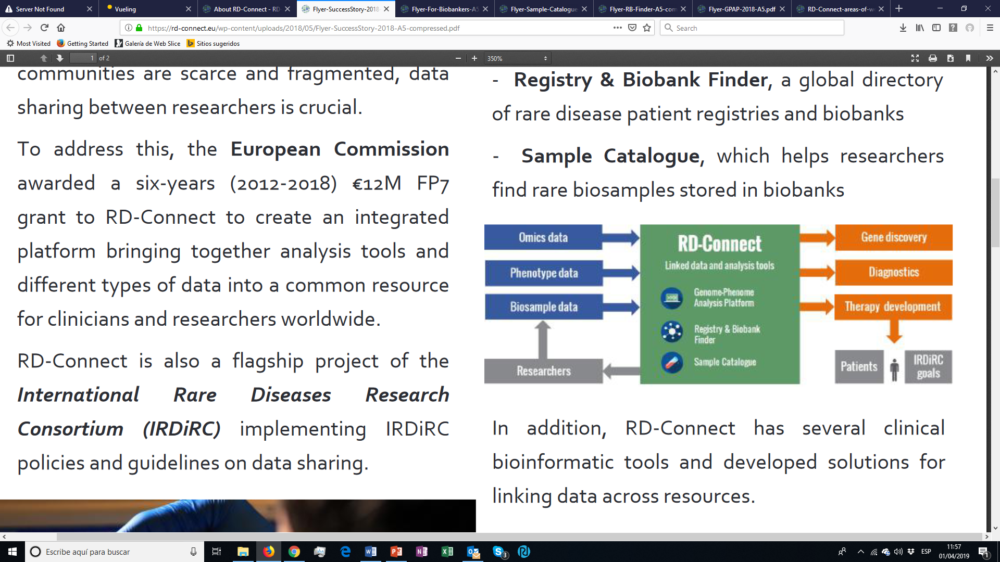 Server Not Found
Vueling
About RD-Connect - RD-
Flyer-SuccessStory-2018-
Flyer-For-Biobankers-A5
Flyer-Sample-Catalogue
Flyer-RB-Finder-A5-com
Flyer-GPAP-2018-A5.pdf
RD-Connect-areas-of-w
https://rd-connect.eu/wp-content/uploads/2018/05/Flyer-SuccessStory-2018-A5-compressed.pdf
Search
Most Visited
Getting Started
Galería de Web Slice
Sitios sugeridos
1 of 2
350%
communities are scarce and fragmented, data
sharing between researchers is crucial.
To address this, the European Commission
awarded a six-years (2012-2018) €12M FP7
grant to RD-Connect to create an integrated
platform bringing together analysis tools and
different types of data into a common resource
for clinicians and researchers worldwide.
RD-Connect is also a flagship project of the
International Rare Diseases Research
Consortium (IRDiRC) implementing IRDiRC
policies and guidelines on data sharing.
- Registry & Biobank Finder, a global directory
of rare disease patient registries and biobanks
- Sample Catalogue, which helps researchers
find rare biosamples stored in biobanks
Omics data
Phenotype data
Biosample data
Researchers
RD-Connect
Linked data and analysis tools
Genome-Phenome
Analysis Platform
Registry & Biobank
Finder
Sample Catalogue
Gene discovery
Diagnostics
Therapy development
Patients
IRDiRC
goals
In addition, RD-Connect has several clinical
bioinformatic tools and developed solutions for
linking data across resources.
Escribe aquí para buscar
3
ESP
11:57
01/04/2019
1